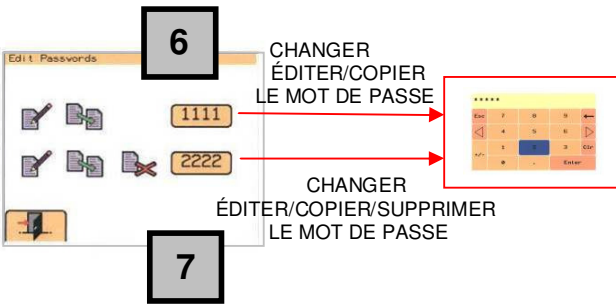 6
Edit Passwords
CHANGER
ÉDITER/COPIER
LE MOT DE PASSE
1111
2222
*****
Esc 7 8 9 ←
4 5 6
+/- 1 2 3 Clr
0 . Enter
CHANGER
ÉDITER/COPIER/SUPPRIMER
LE MOT DE PASSE
7